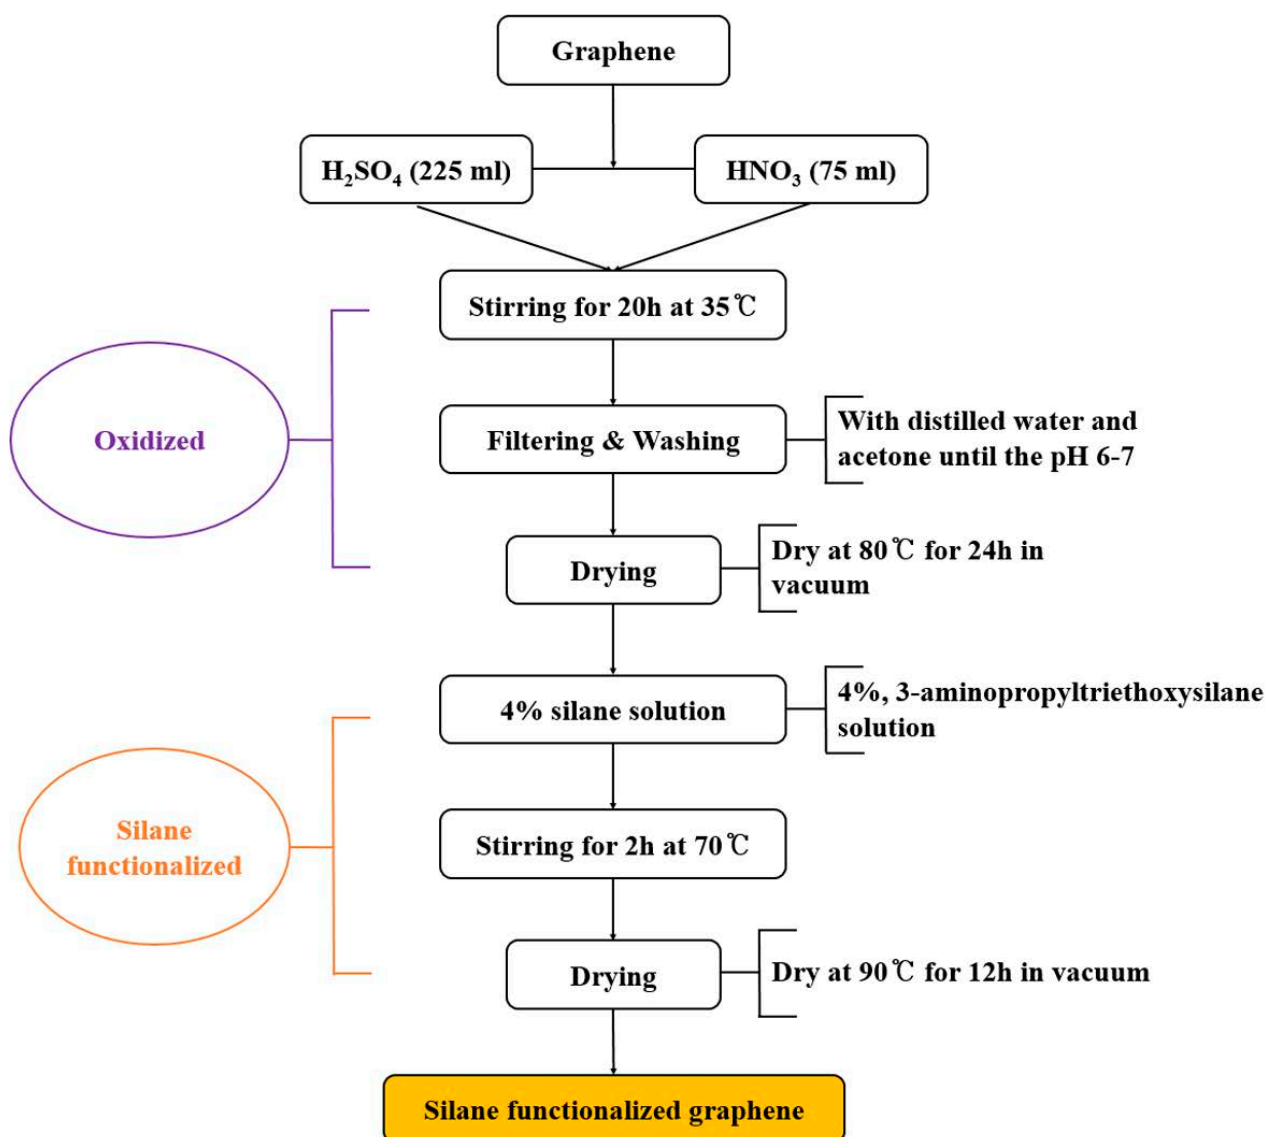 Graphene
H₂SO₄ (225 ml)
HNO₃ (75 ml)
Stirring for 20h at 35℃
Oxidized
Filtering & Washing
With distilled water and
acetone until the pH 6-7
Drying
Dry at 80℃ for 24h in
vacuum
4% silane solution
4%, 3-aminopropyltriethoxysilane
solution
Silane
functionalized
Stirring for 2h at 70℃
Drying
Dry at 90℃ for 12h in vacuum
Silane functionalized graphene